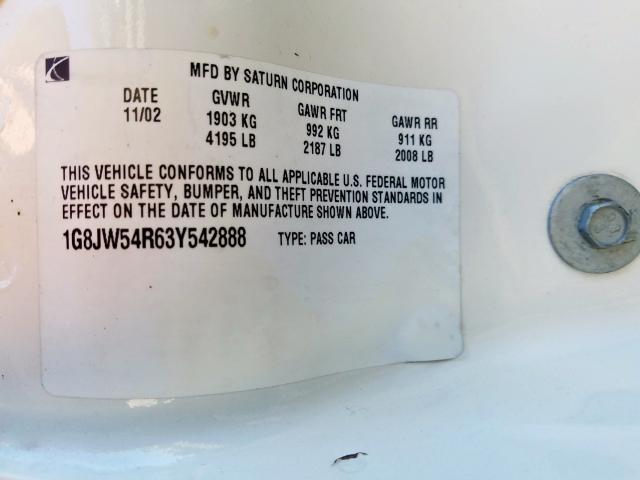 MFD BY SATURN CORPORATION
DATE GVWR GAWR FRT GAWR RR
11/02 1903 KG 992 KG 911 KG
4195 LB 2187 LB 2008 LB
THIS VEHICLE CONFORMS TO ALL APPLICABLE U.S. FEDERAL MOTOR
VEHICLE SAFETY, BUMPER, AND THEFT PREVENTION STANDARDS IN
EFFECT ON THE DATE OF MANUFACTURE SHOWN ABOVE.
1G8JW54R63Y542888 TYPE: PASS CAR